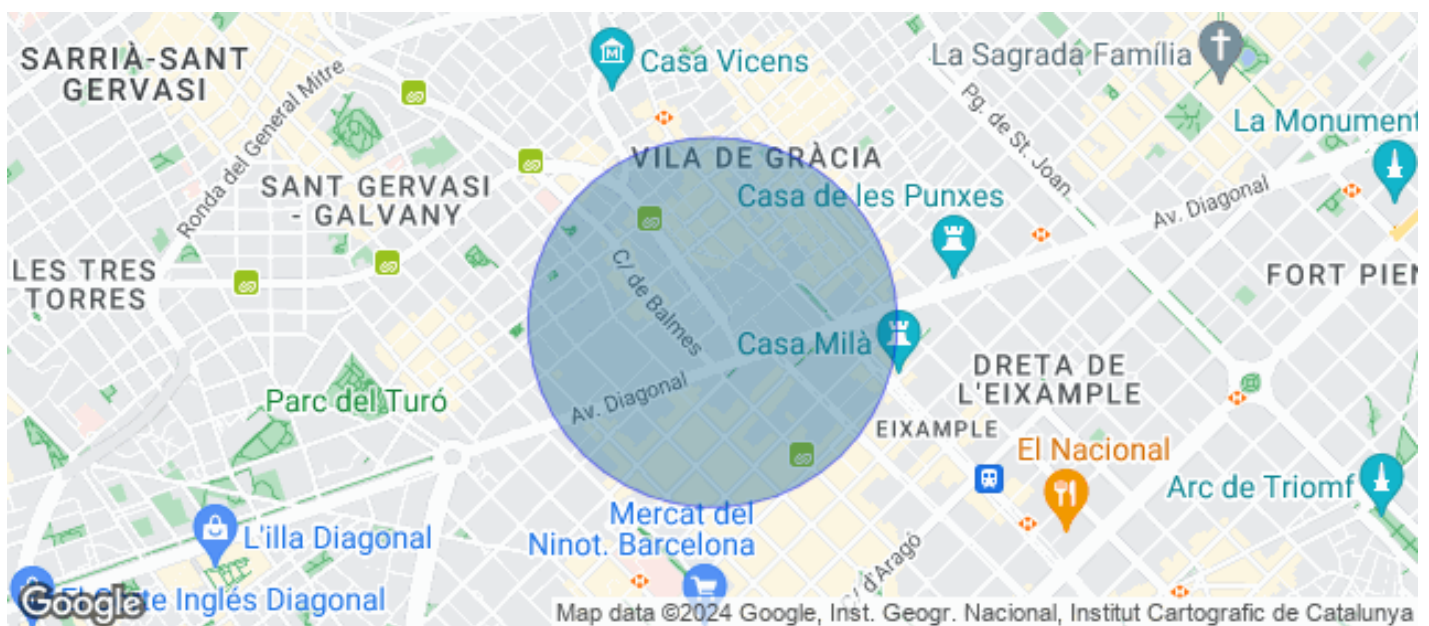 SARRIÀ-SANT
GERVASI
Ronda del General Mitre
Casa Vicens
La Sagrada Família
Pg. de St. Joan
La Monument
VILA DE GRÀCIA
SANT GERVASI
- GALVANY
Casa de les Punxes
Av. Diagonal
LES TRES
TORRES
C/ de Balmes
FORT PIEN
Casa Milà
DRETA DE
L'EIXAMPLE
Parc del Turó
Av. Diagonal
EIXAMPLE
El Nacional
Arc de Triomf
Mercat del
Ninot. Barcelona
L'illa Diagonal
C/ d'Aragó
Inglés Diagonal
Google
Map data ©2024 Google, Inst. Geogr. Nacional, Institut Cartografic de Catalunya